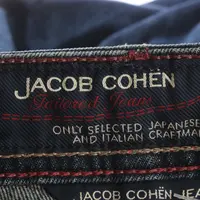 JACOB COHËN
Tailored Jeans
ONLY SELECTED JAPANESE
AND ITALIAN CRAFTMAN
JACOB COHËN